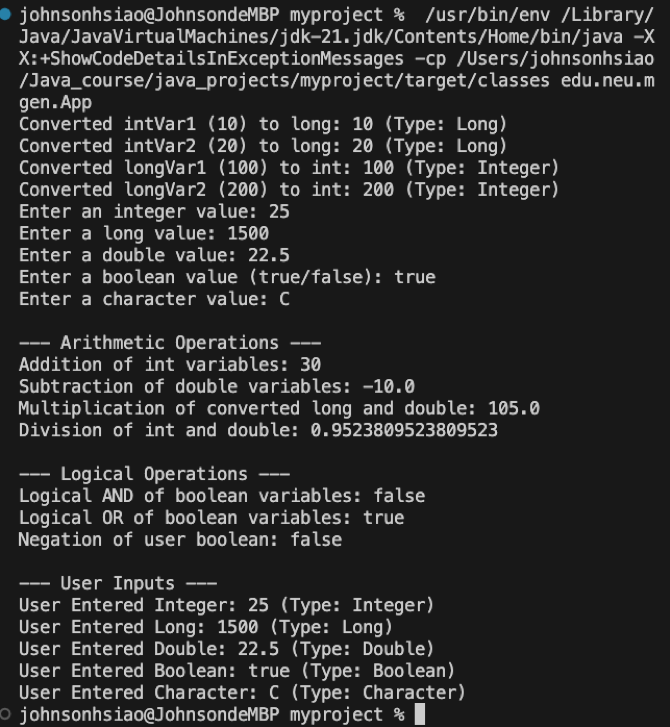 johnsonhsiao@JohnsondeMBP myproject %  /usr/bin/env /Library/
Java/JavaVirtualMachines/jdk-21.jdk/Contents/Home/bin/java -X
X:+ShowCodeDetailsInExceptionMessages -cp /Users/johnsonhsiao
/Java_course/java_projects/myproject/target/classes edu.neu.m
gen.App
Converted intVar1 (10) to long: 10 (Type: Long)
Converted intVar2 (20) to long: 20 (Type: Long)
Converted longVar1 (100) to int: 100 (Type: Integer)
Converted longVar2 (200) to int: 200 (Type: Integer)
Enter an integer value: 25
Enter a long value: 1500
Enter a double value: 22.5
Enter a boolean value (true/false): true
Enter a character value: C

--- Arithmetic Operations ---
Addition of int variables: 30
Subtraction of double variables: -10.0
Multiplication of converted long and double: 105.0
Division of int and double: 0.9523809523809523

--- Logical Operations ---
Logical AND of boolean variables: false
Logical OR of boolean variables: true
Negation of user boolean: false

--- User Inputs ---
User Entered Integer: 25 (Type: Integer)
User Entered Long: 1500 (Type: Long)
User Entered Double: 22.5 (Type: Double)
User Entered Boolean: true (Type: Boolean)
User Entered Character: C (Type: Character)
johnsonhsiao@JohnsondeMBP myproject %